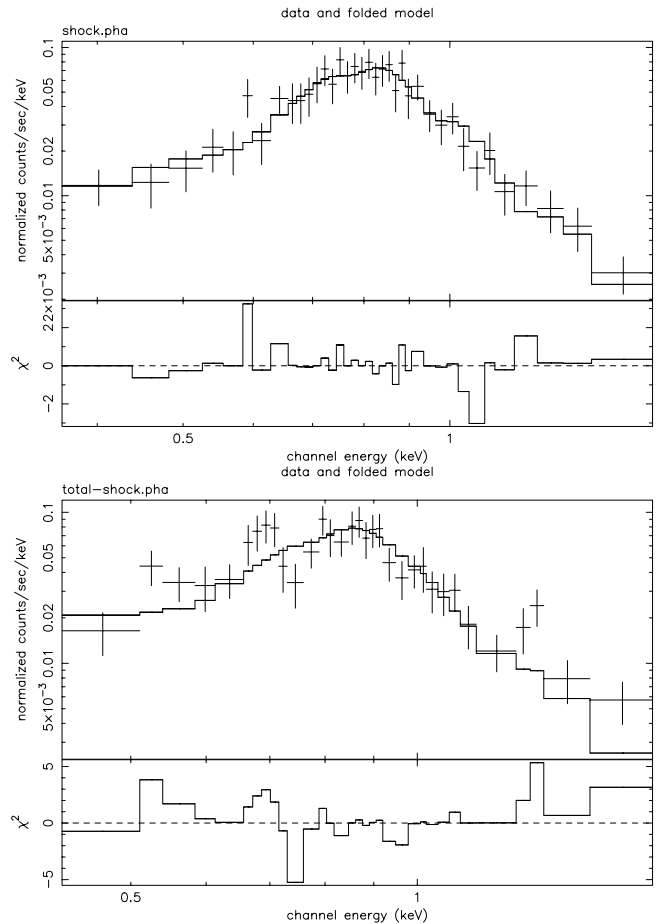 data and folded model
shock.pha
0.1
0.05
0.02
0.01
5×10−3
22×10−3
0
−2
normalized counts/sec/keV
χ2
0.5
1
channel energy (keV)
data and folded model
total−shock.pha
0.1
0.05
0.02
0.01
5×10−3
5
0
−5
normalized counts/sec/keV
χ2
0.5
1
channel energy (keV)